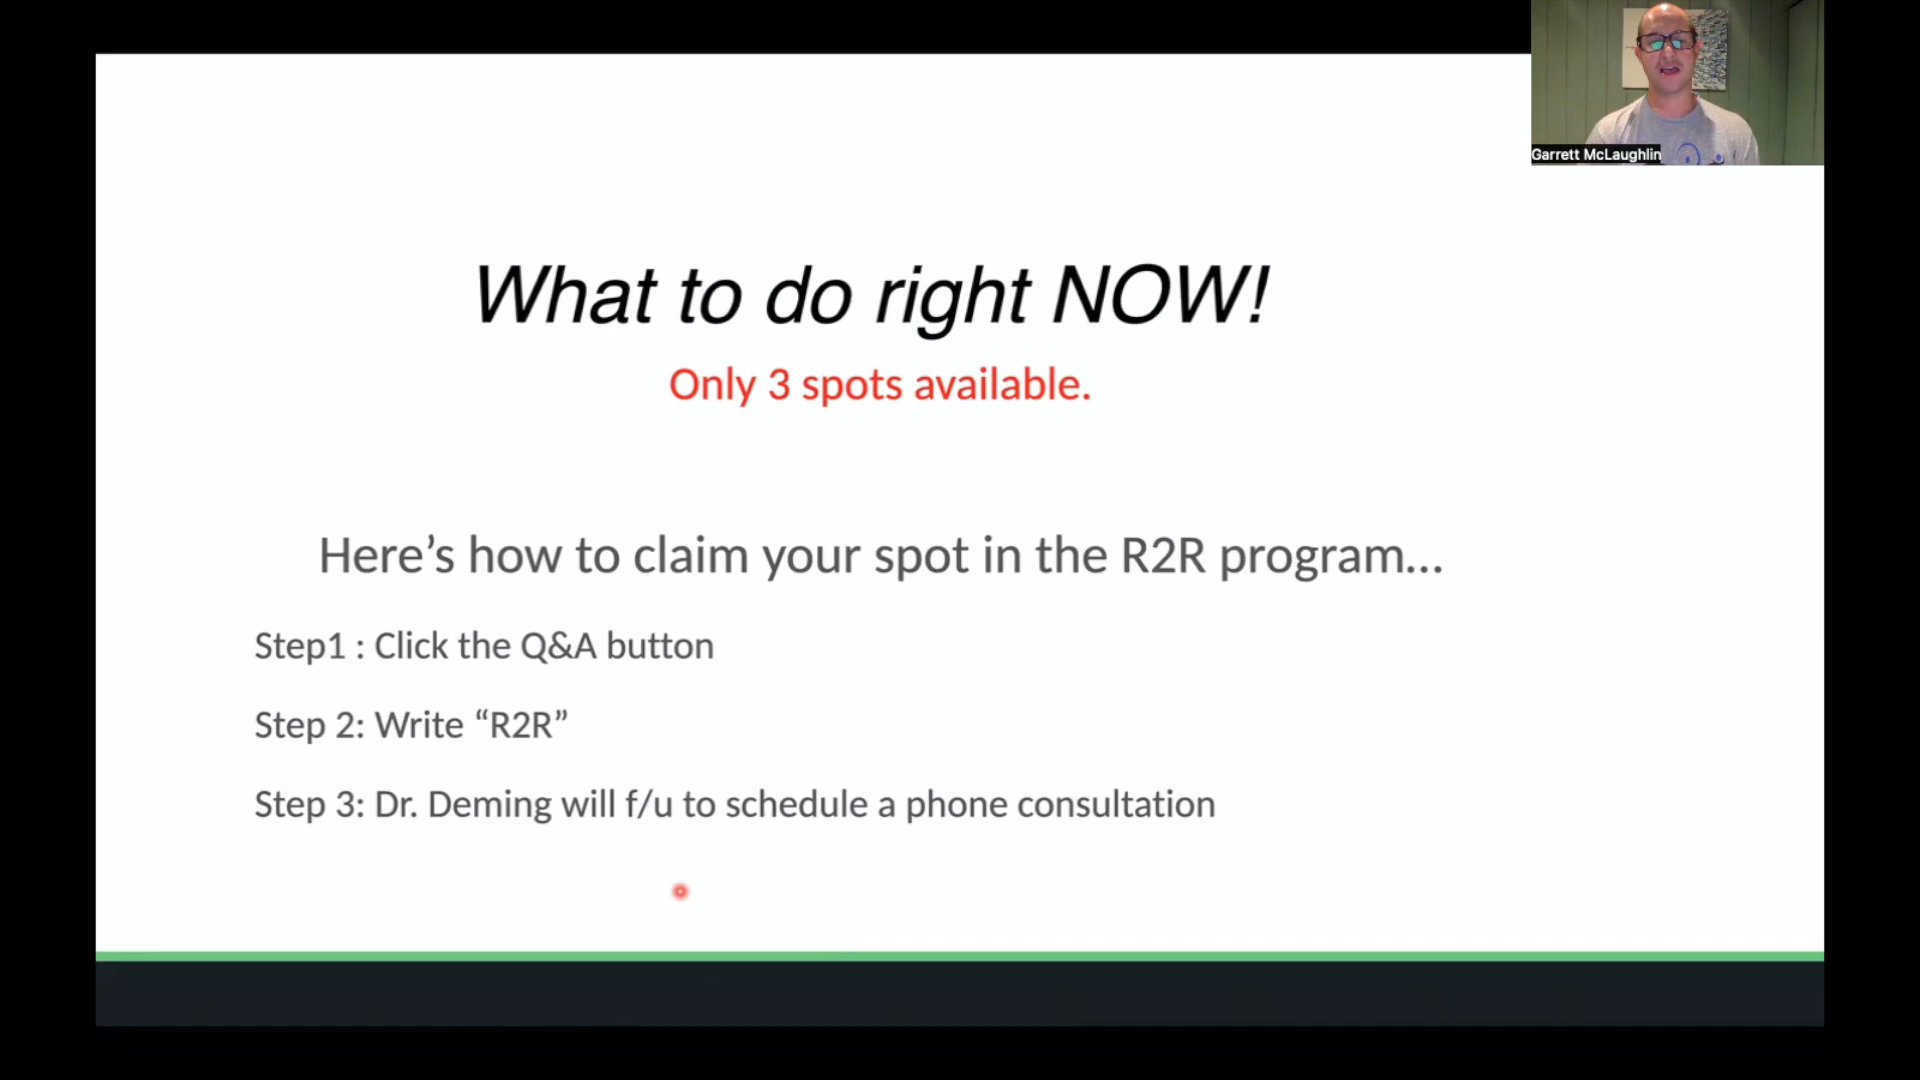 Garrett McLaughlin
What to do right NOW!
Only 3 spots available.
Here’s how to claim your spot in the R2R program...
Step1 : Click the Q&A button
Step 2: Write “R2R”
Step 3: Dr. Deming will f/u to schedule a phone consultation